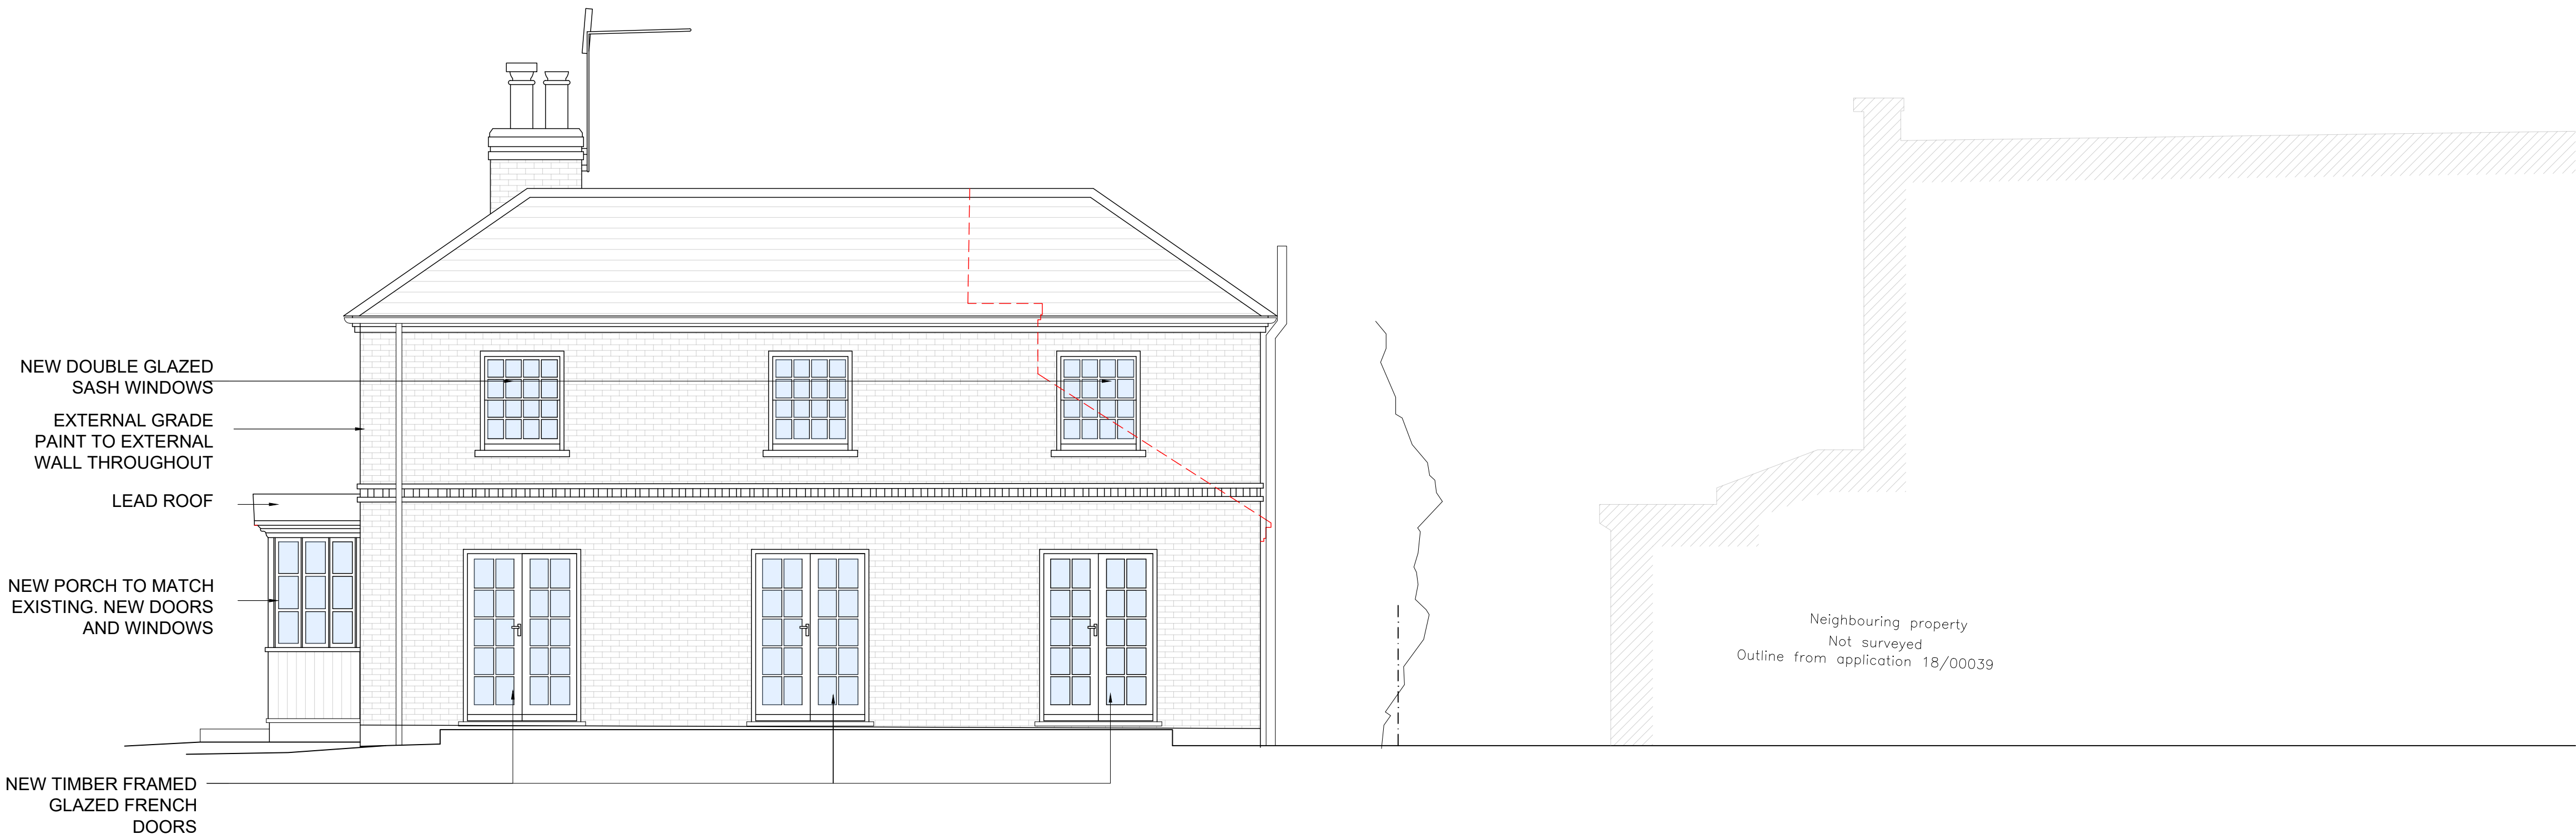 NEW DOUBLE GLAZED
SASH WINDOWS
EXTERNAL GRADE
PAINT TO EXTERNAL
WALL THROUGHOUT
LEAD ROOF
NEW PORCH TO MATCH
EXISTING. NEW DOORS
AND WINDOWS
NEW TIMBER FRAMED
GLAZED FRENCH
DOORS
Neighbouring property
Not surveyed
Outline from application 18/00039